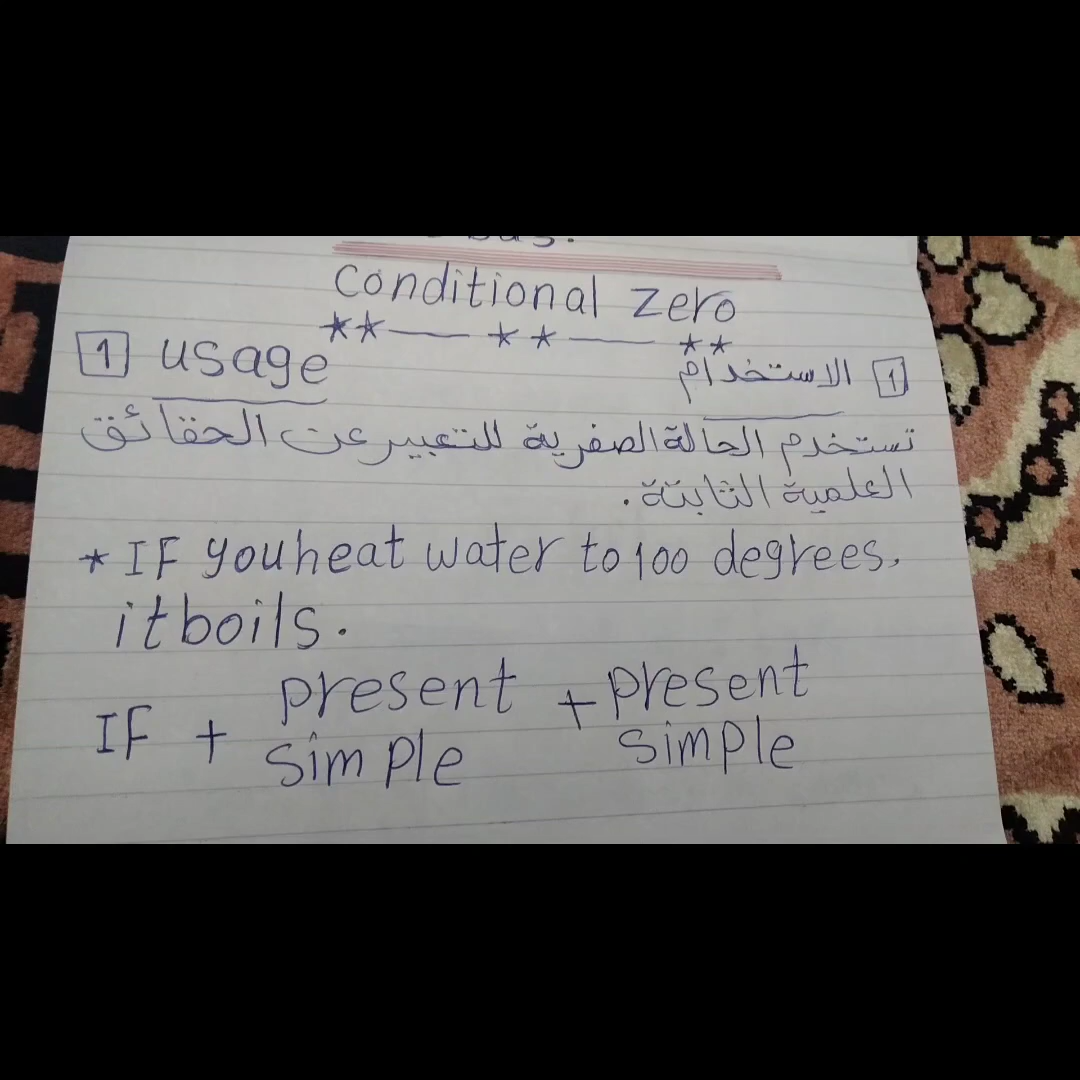 Conditional zero
1 usage
1 الاستخدام
تستخدم الحالة الصفرية للتعبير عن الحقائق
العلمية الثابتة.
* IF you heat water to 100 degrees,
it boils.
IF + present simple + present simple